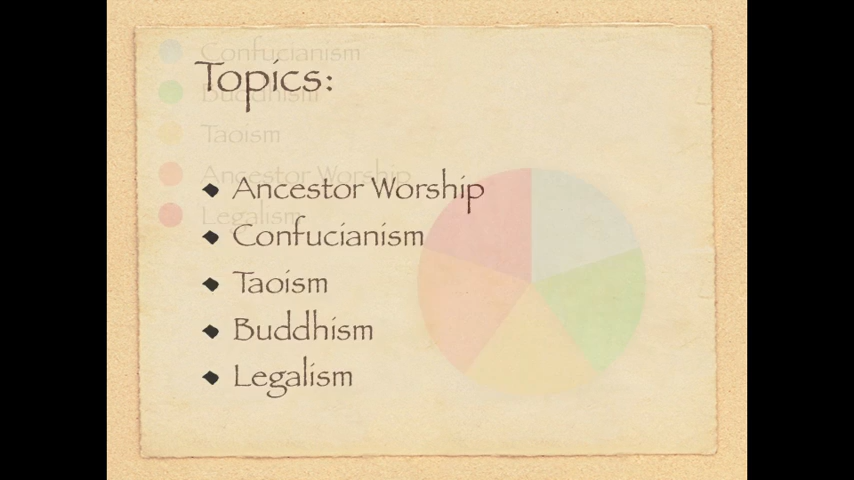 Confucianism
Topics:
Buddhism
Taoism
Ancestor Worship
Legalism
Ancestor Worship
Confucianism
Taoism
Buddhism
Legalism